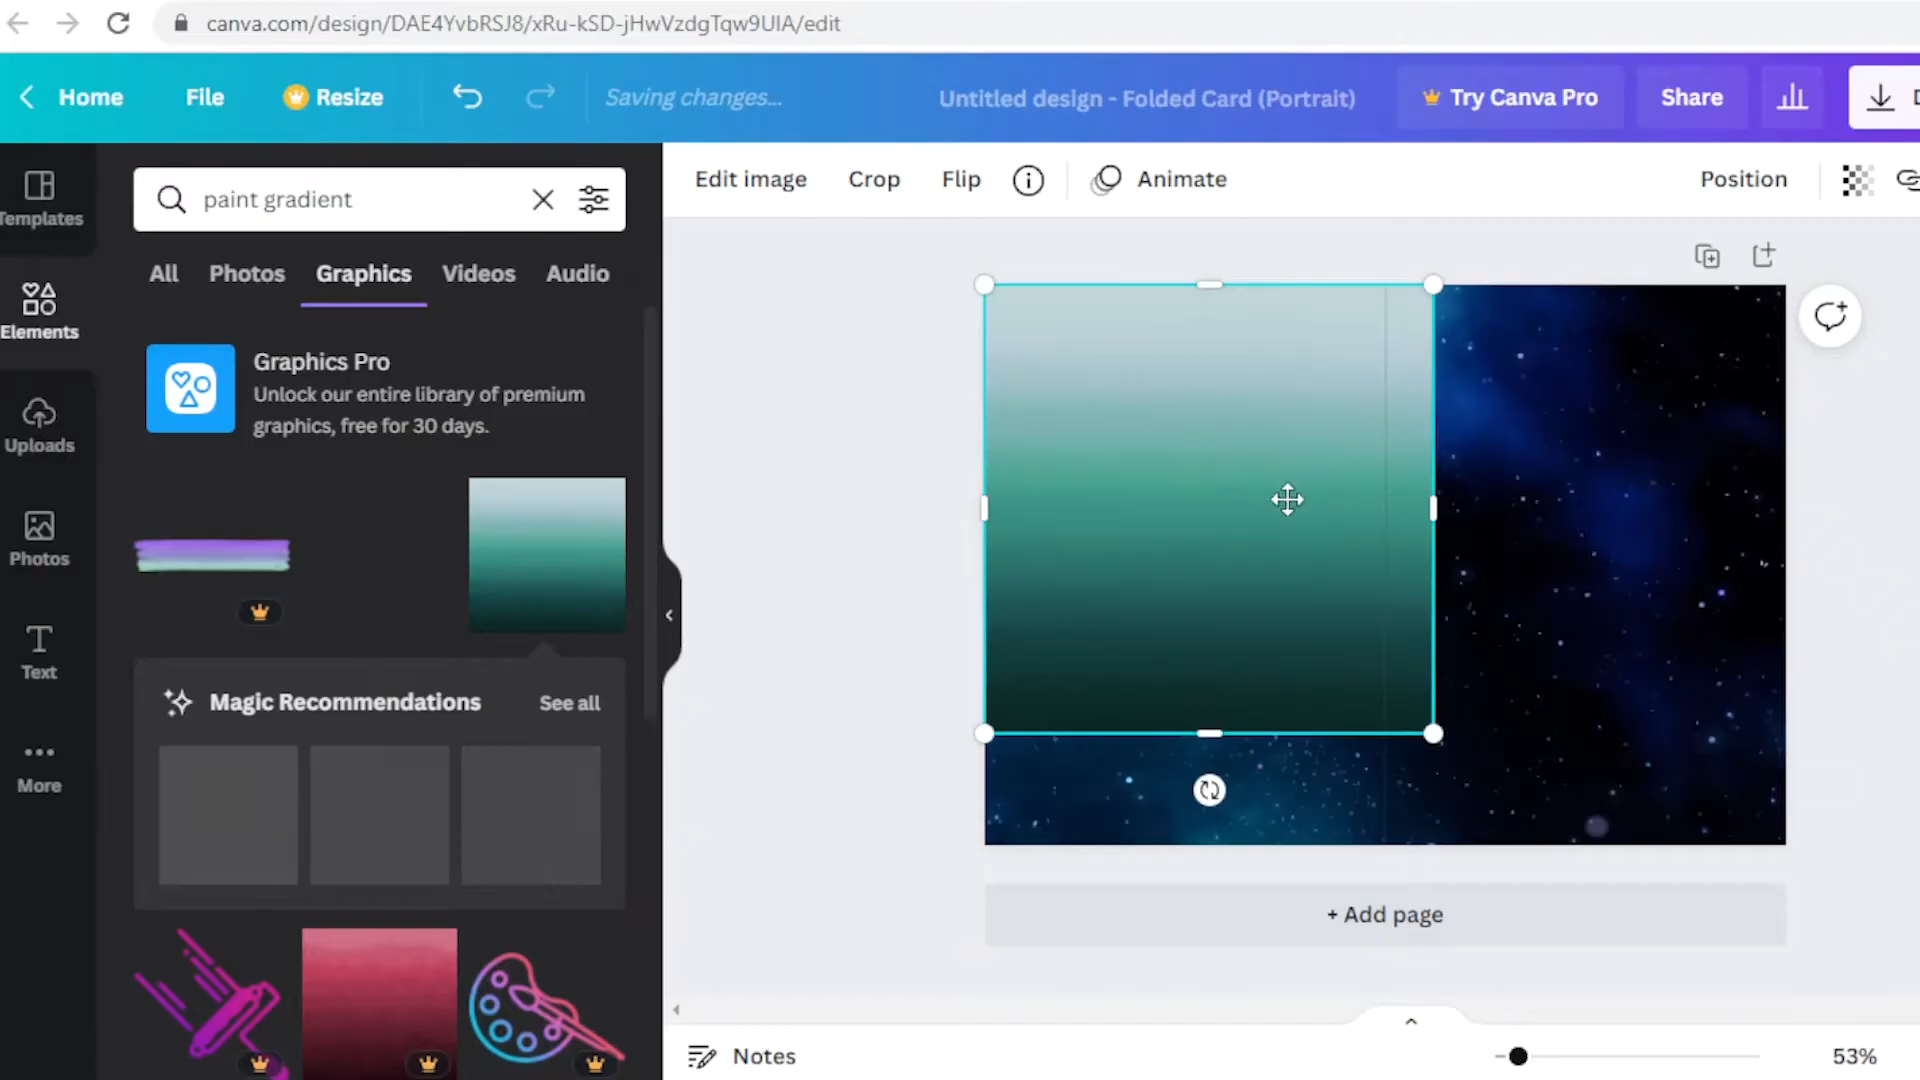 canva.com/design/DAE4YvbRSJ8/xRu-kSD-jHwVzdgTqw9UIA/edit
Home File Resize Saving changes... Untitled design - Folded Card (Portrait) Try Canva Pro Share
Templates
Elements
Uploads
Photos
Text
More
paint gradient
All Photos Graphics Videos Audio
Graphics Pro
Unlock our entire library of premium
graphics, free for 30 days.
Magic Recommendations See all
Edit image Crop Flip Animate Position
+ Add page
Notes 53%